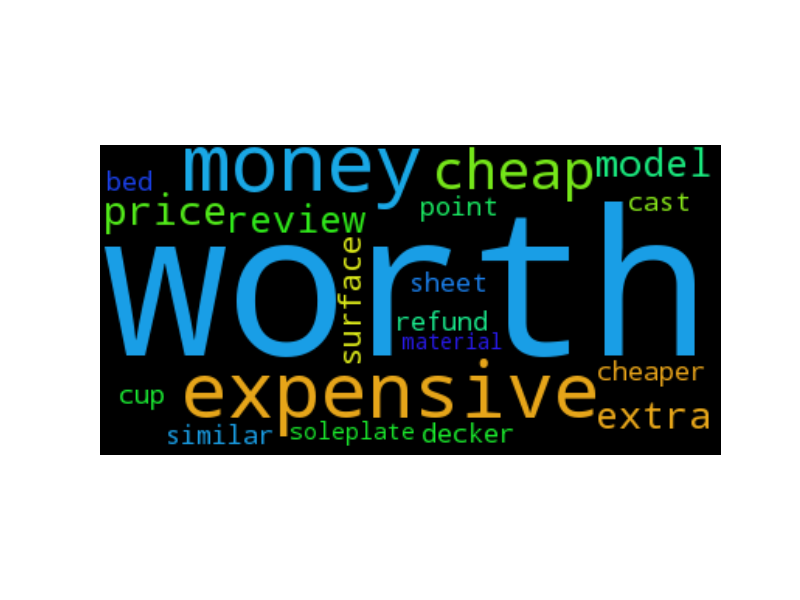 money
cheap
model
bed
price
review
point
cast
worth
surface
sheet
refund
material
cup
expensive
cheaper
extra
similar
soleplate
decker